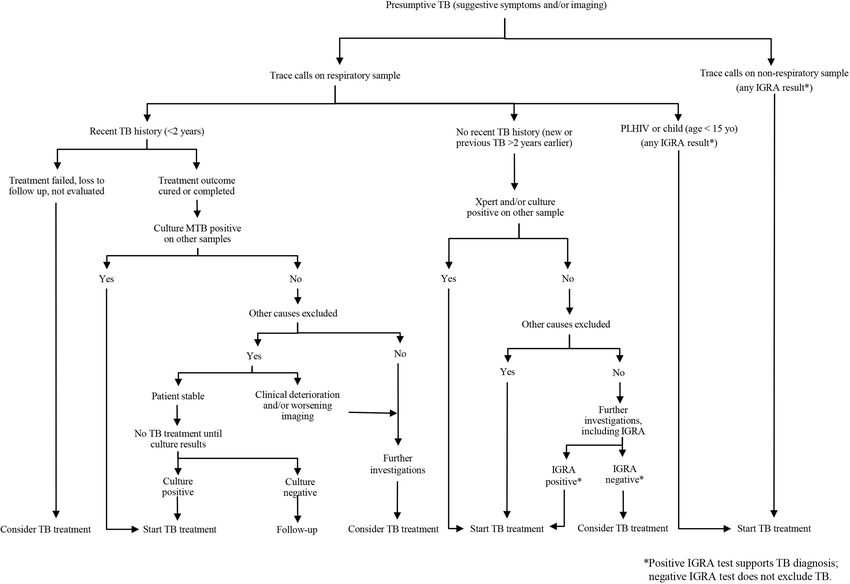 Presumptive TB (suggestive symptoms and/or imaging)
Trace calls on respiratory sample
Trace calls on non-respiratory sample
(any IGRA result*)
Recent TB history (<2 years)
No recent TB history (new or
previous TB >2 years earlier)
PLHIV or child (age < 15 yo)
(any IGRA result*)
Treatment failed, loss to
follow up, not evaluated
Treatment outcome
cured or completed
Xpert and/or culture
positive on other sample
Culture MTB positive
on other samples
Yes
No
Yes
No
Other causes excluded
Other causes excluded
Yes
No
Yes
No
Patient stable
Clinical deterioration
and/or worsening
imaging
Further
investigations,
including IGRA
No TB treatment until
culture results
Further
investigations
IGRA
positive*
IGRA
negative*
Culture
positive
Culture
negative
Consider TB treatment
Start TB treatment
Follow-up
Consider TB treatment
Start TB treatment
Consider TB treatment
Start TB treatment
*Positive IGRA test supports TB diagnosis;
negative IGRA test does not exclude TB.